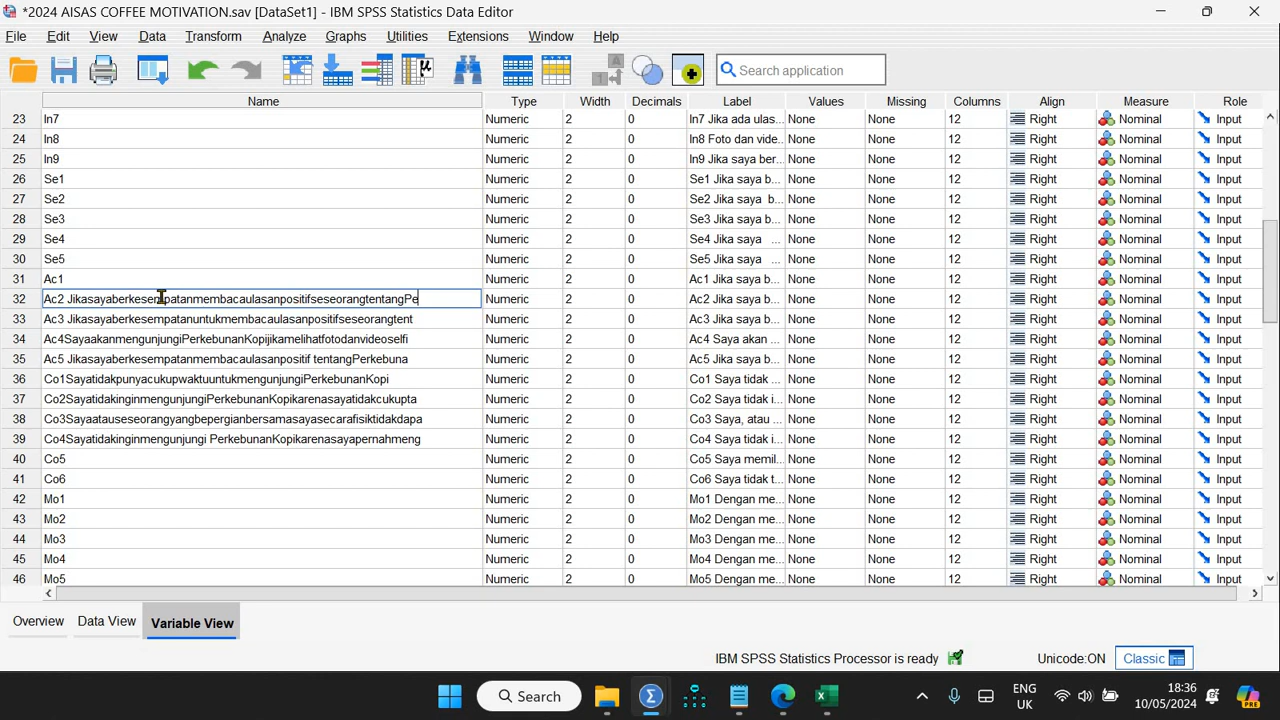 *2024 AISAS COFFEE MOTIVATION.sav [DataSet1] - IBM SPSS Statistics Data Editor
File Edit View Data Transform Analyze Graphs Utilities Extensions Window Help
Search application
Name Type Width Decimals Label Values Missing Columns Align Measure Role
23 In7 Numeric 2 0 In7 Jika ada ulas... None None 12 Right Nominal Input
24 In8 Numeric 2 0 In8 Foto dan vide... None None 12 Right Nominal Input
25 In9 Numeric 2 0 In9 Jika saya ber... None None 12 Right Nominal Input
26 Se1 Numeric 2 0 Se1 Jika saya b... None None 12 Right Nominal Input
27 Se2 Numeric 2 0 Se2 Jika saya b... None None 12 Right Nominal Input
28 Se3 Numeric 2 0 Se3 Jika saya b... None None 12 Right Nominal Input
29 Se4 Numeric 2 0 Se4 Jika saya ... None None 12 Right Nominal Input
30 Se5 Numeric 2 0 Se5 Jika saya ... None None 12 Right Nominal Input
31 Ac1 Numeric 2 0 Ac1 Jika saya b... None None 12 Right Nominal Input
32 Ac2 JikasayaberkesempatanmembacaulasanpositifseseorangtentangPe Numeric 2 0 Ac2 Jika saya b... None None 12 Right Nominal Input
33 Ac3 Jikasayaberkesempatanuntukmembacaulasanpositifseseorangtent Numeric 2 0 Ac3 Jika saya b... None None 12 Right Nominal Input
34 Ac4SayaakanmengunjungiPerkebunanKopijikamelihatfotodanvideoselfi Numeric 2 0 Ac4 Saya akan ... None None 12 Right Nominal Input
35 Ac5 Jikasayaberkesempatanmembacaulasanpositif tentangPerkebuna Numeric 2 0 Ac5 Jika saya b... None None 12 Right Nominal Input
36 Co1SayatidakpunyacukupwaktuuntukmengunjungiPerkebunanKopi Numeric 2 0 Co1 Saya tidak ... None None 12 Right Nominal Input
37 Co2SayatidakinginmengunjungiPerkebunanKopikarenasayatidakcukupta Numeric 2 0 Co2 Saya tidak i... None None 12 Right Nominal Input
38 Co3Sayaatauseseorangyangbepergianbersamasayasecarafisiktidakdapa Numeric 2 0 Co3 Saya, atau ... None None 12 Right Nominal Input
39 Co4Sayatidakinginmengunjungi PerkebunanKopikarenasayapernahmeng Numeric 2 0 Co4 Saya tidak i... None None 12 Right Nominal Input
40 Co5 Numeric 2 0 Co5 Saya memil... None None 12 Right Nominal Input
41 Co6 Numeric 2 0 Co6 Saya tidak t... None None 12 Right Nominal Input
42 Mo1 Numeric 2 0 Mo1 Dengan me... None None 12 Right Nominal Input
43 Mo2 Numeric 2 0 Mo2 Dengan me... None None 12 Right Nominal Input
44 Mo3 Numeric 2 0 Mo3 Dengan me... None None 12 Right Nominal Input
45 Mo4 Numeric 2 0 Mo4 Dengan me... None None 12 Right Nominal Input
46 Mo5 Numeric 2 0 Mo5 Dengan me... None None 12 Right Nominal Input
Overview Data View Variable View
IBM SPSS Statistics Processor is ready Unicode:ON Classic
Search ENG UK 18:36 10/05/2024 PRE